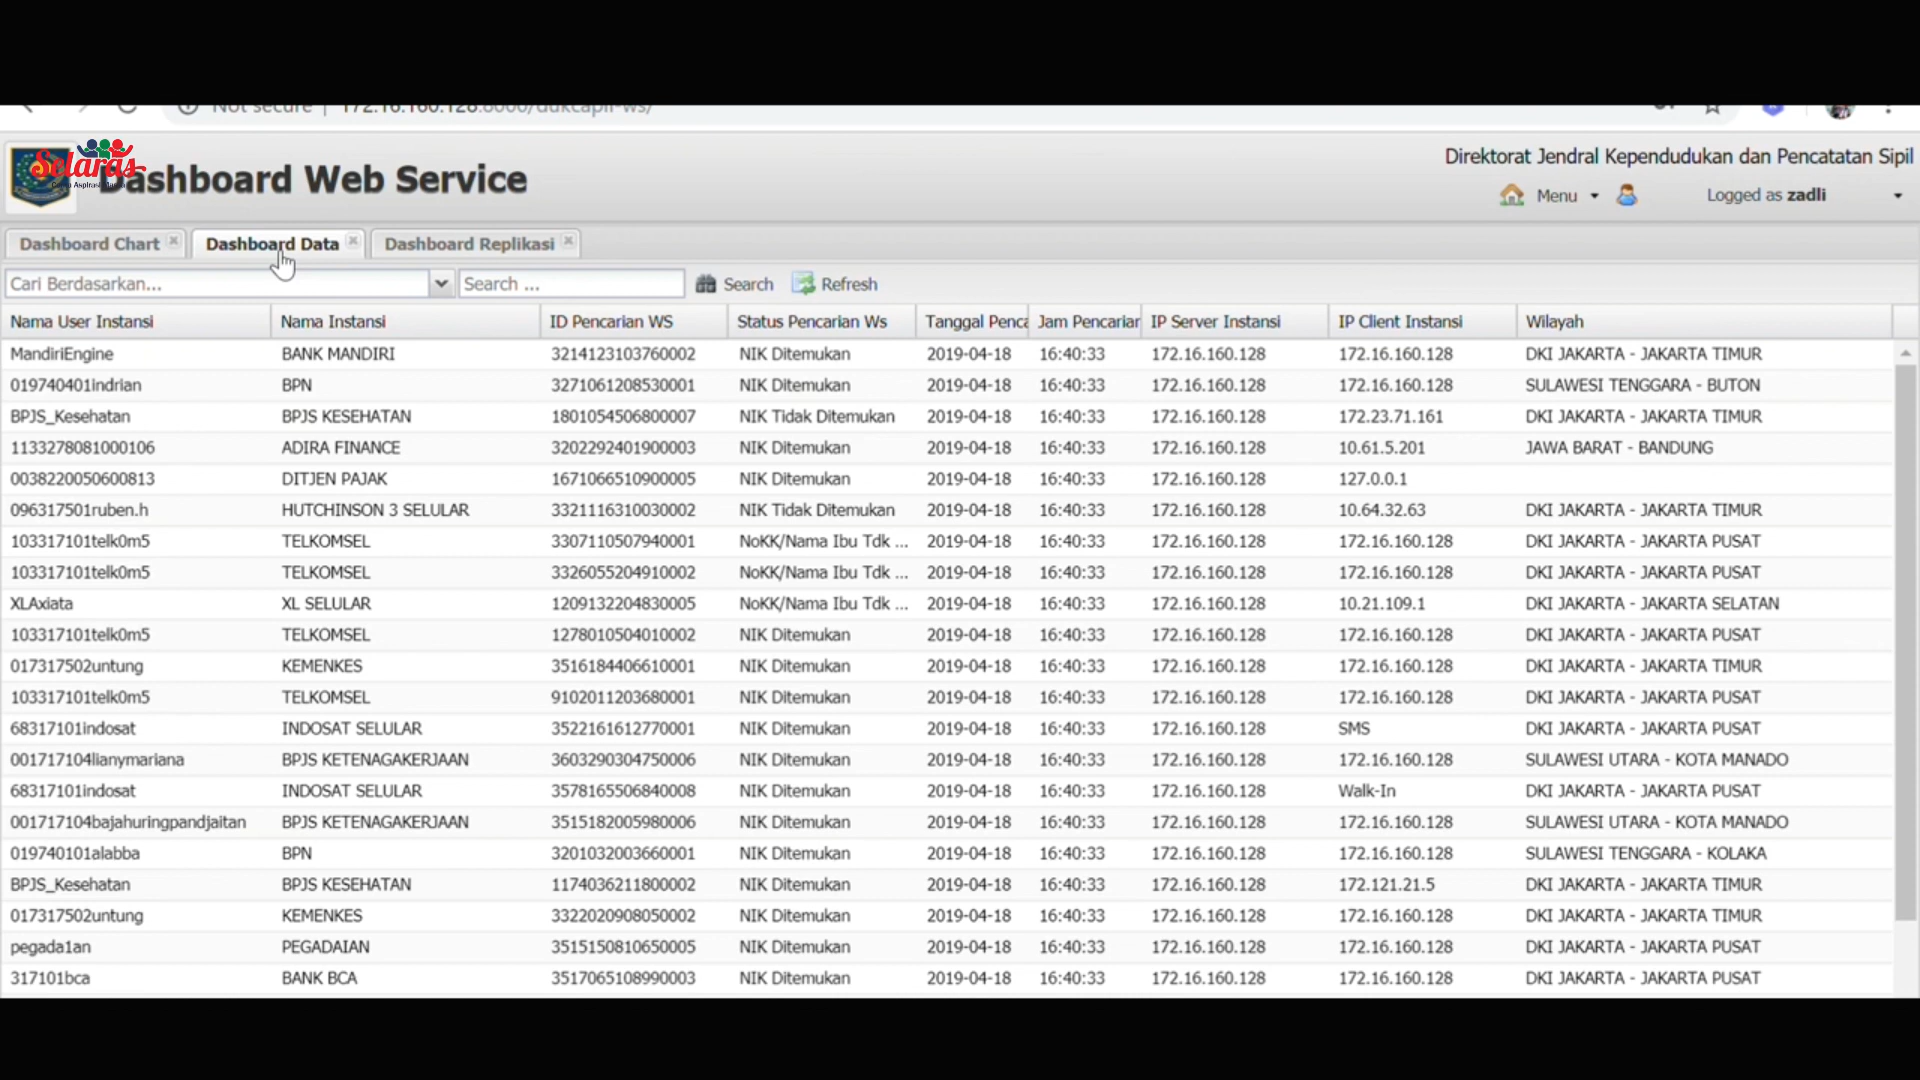 Not secure | 172.16.160.128:8000/dukcapil-ws/
Selaras
Dashboard Web Service
Direktorat Jendral Kependudukan dan Pencatatan Sipil
Menu Logged as zadli
Dashboard Chart Dashboard Data Dashboard Replikasi
Cari Berdasarkan... Search ... Search Refresh
Nama User Instansi Nama Instansi ID Pencarian WS Status Pencarian Ws Tanggal Penca Jam Pencariar IP Server Instansi IP Client Instansi Wilayah
MandiriEngine BANK MANDIRI 3214123103760002 NIK Ditemukan 2019-04-18 16:40:33 172.16.160.128 172.16.160.128 DKI JAKARTA - JAKARTA TIMUR
019740401indrian BPN 3271061208530001 NIK Ditemukan 2019-04-18 16:40:33 172.16.160.128 172.16.160.128 SULAWESI TENGGARA - BUTON
BPJS_Kesehatan BPJS KESEHATAN 1801054506800007 NIK Tidak Ditemukan 2019-04-18 16:40:33 172.16.160.128 172.23.71.161 DKI JAKARTA - JAKARTA TIMUR
1133278081000106 ADIRA FINANCE 3202292401900003 NIK Ditemukan 2019-04-18 16:40:33 172.16.160.128 10.61.5.201 JAWA BARAT - BANDUNG
0038220050600813 DITJEN PAJAK 1671066510900005 NIK Ditemukan 2019-04-18 16:40:33 172.16.160.128 127.0.0.1
096317501ruben.h HUTCHINSON 3 SELULAR 3321116310030002 NIK Tidak Ditemukan 2019-04-18 16:40:33 172.16.160.128 10.64.32.63 DKI JAKARTA - JAKARTA TIMUR
103317101telk0m5 TELKOMSEL 3307110507940001 NoKK/Nama Ibu Tdk ... 2019-04-18 16:40:33 172.16.160.128 172.16.160.128 DKI JAKARTA - JAKARTA PUSAT
103317101telk0m5 TELKOMSEL 3326055204910002 NoKK/Nama Ibu Tdk ... 2019-04-18 16:40:33 172.16.160.128 172.16.160.128 DKI JAKARTA - JAKARTA PUSAT
XLAxiata XL SELULAR 1209132204830005 NoKK/Nama Ibu Tdk ... 2019-04-18 16:40:33 172.16.160.128 10.21.109.1 DKI JAKARTA - JAKARTA SELATAN
103317101telk0m5 TELKOMSEL 1278010504010002 NIK Ditemukan 2019-04-18 16:40:33 172.16.160.128 172.16.160.128 DKI JAKARTA - JAKARTA PUSAT
017317502untung KEMENKES 3516184406610001 NIK Ditemukan 2019-04-18 16:40:33 172.16.160.128 172.16.160.128 DKI JAKARTA - JAKARTA TIMUR
103317101telk0m5 TELKOMSEL 9102011203680001 NIK Ditemukan 2019-04-18 16:40:33 172.16.160.128 172.16.160.128 DKI JAKARTA - JAKARTA PUSAT
68317101indosat INDOSAT SELULAR 3522161612770001 NIK Ditemukan 2019-04-18 16:40:33 172.16.160.128 SMS DKI JAKARTA - JAKARTA PUSAT
001717104lianymariana BPJS KETENAGAKERJAAN 3603290304750006 NIK Ditemukan 2019-04-18 16:40:33 172.16.160.128 172.16.160.128 SULAWESI UTARA - KOTA MANADO
68317101indosat INDOSAT SELULAR 3578165506840008 NIK Ditemukan 2019-04-18 16:40:33 172.16.160.128 Walk-In DKI JAKARTA - JAKARTA PUSAT
001717104bajahuringpandjaitan BPJS KETENAGAKERJAAN 3515182005980006 NIK Ditemukan 2019-04-18 16:40:33 172.16.160.128 172.16.160.128 SULAWESI UTARA - KOTA MANADO
019740101alabba BPN 3201032003660001 NIK Ditemukan 2019-04-18 16:40:33 172.16.160.128 172.16.160.128 SULAWESI TENGGARA - KOLAKA
BPJS_Kesehatan BPJS KESEHATAN 1174036211800002 NIK Ditemukan 2019-04-18 16:40:33 172.16.160.128 172.121.21.5 DKI JAKARTA - JAKARTA TIMUR
017317502untung KEMENKES 3322020908050002 NIK Ditemukan 2019-04-18 16:40:33 172.16.160.128 172.16.160.128 DKI JAKARTA - JAKARTA TIMUR
pegada1an PEGADAIAN 3515150810650005 NIK Ditemukan 2019-04-18 16:40:33 172.16.160.128 172.16.160.128 DKI JAKARTA - JAKARTA PUSAT
317101bca BANK BCA 3517065108990003 NIK Ditemukan 2019-04-18 16:40:33 172.16.160.128 172.16.160.128 DKI JAKARTA - JAKARTA PUSAT